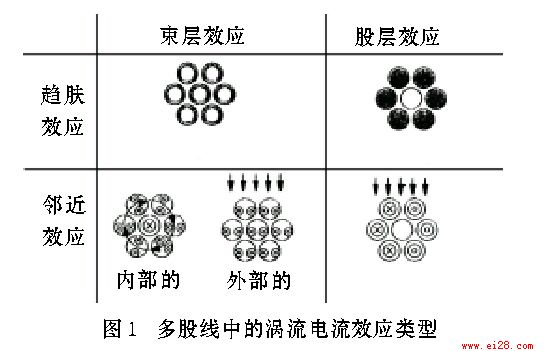 束层效应
股层效应
趋肤
效应
邻近
效应
内部的
外部的
图1 多股线中的涡流电流效应类型
www.ei28.com